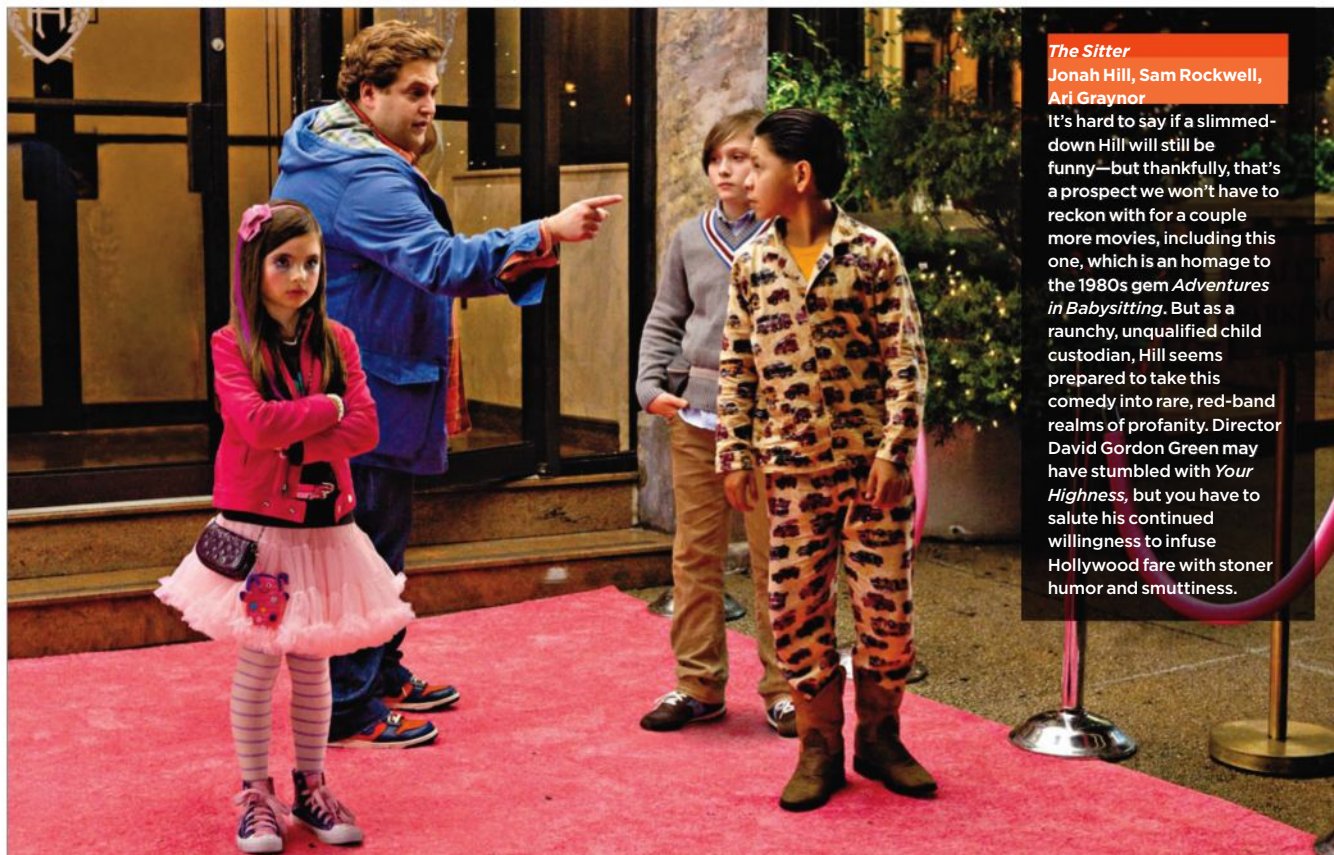 The Sitter
Jonah Hill, Sam Rockwell,
Ari Graynor
It's hard to say if a slimmed-
down Hill will still be
funny—but thankfully, that's
a prospect we won't have to
reckon with for a couple
more movies, including this
one, which is an homage to
the 1980s gem Adventures
in Babysitting. But as a
raunchy, unqualified child
custodian, Hill seems
prepared to take this
comedy into rare, red-band
realms of profanity. Director
David Gordon Green may
have stumbled with Your
Highness, but you have to
salute his continued
willingness to infuse
Hollywood fare with stoner
humor and smuttiness.